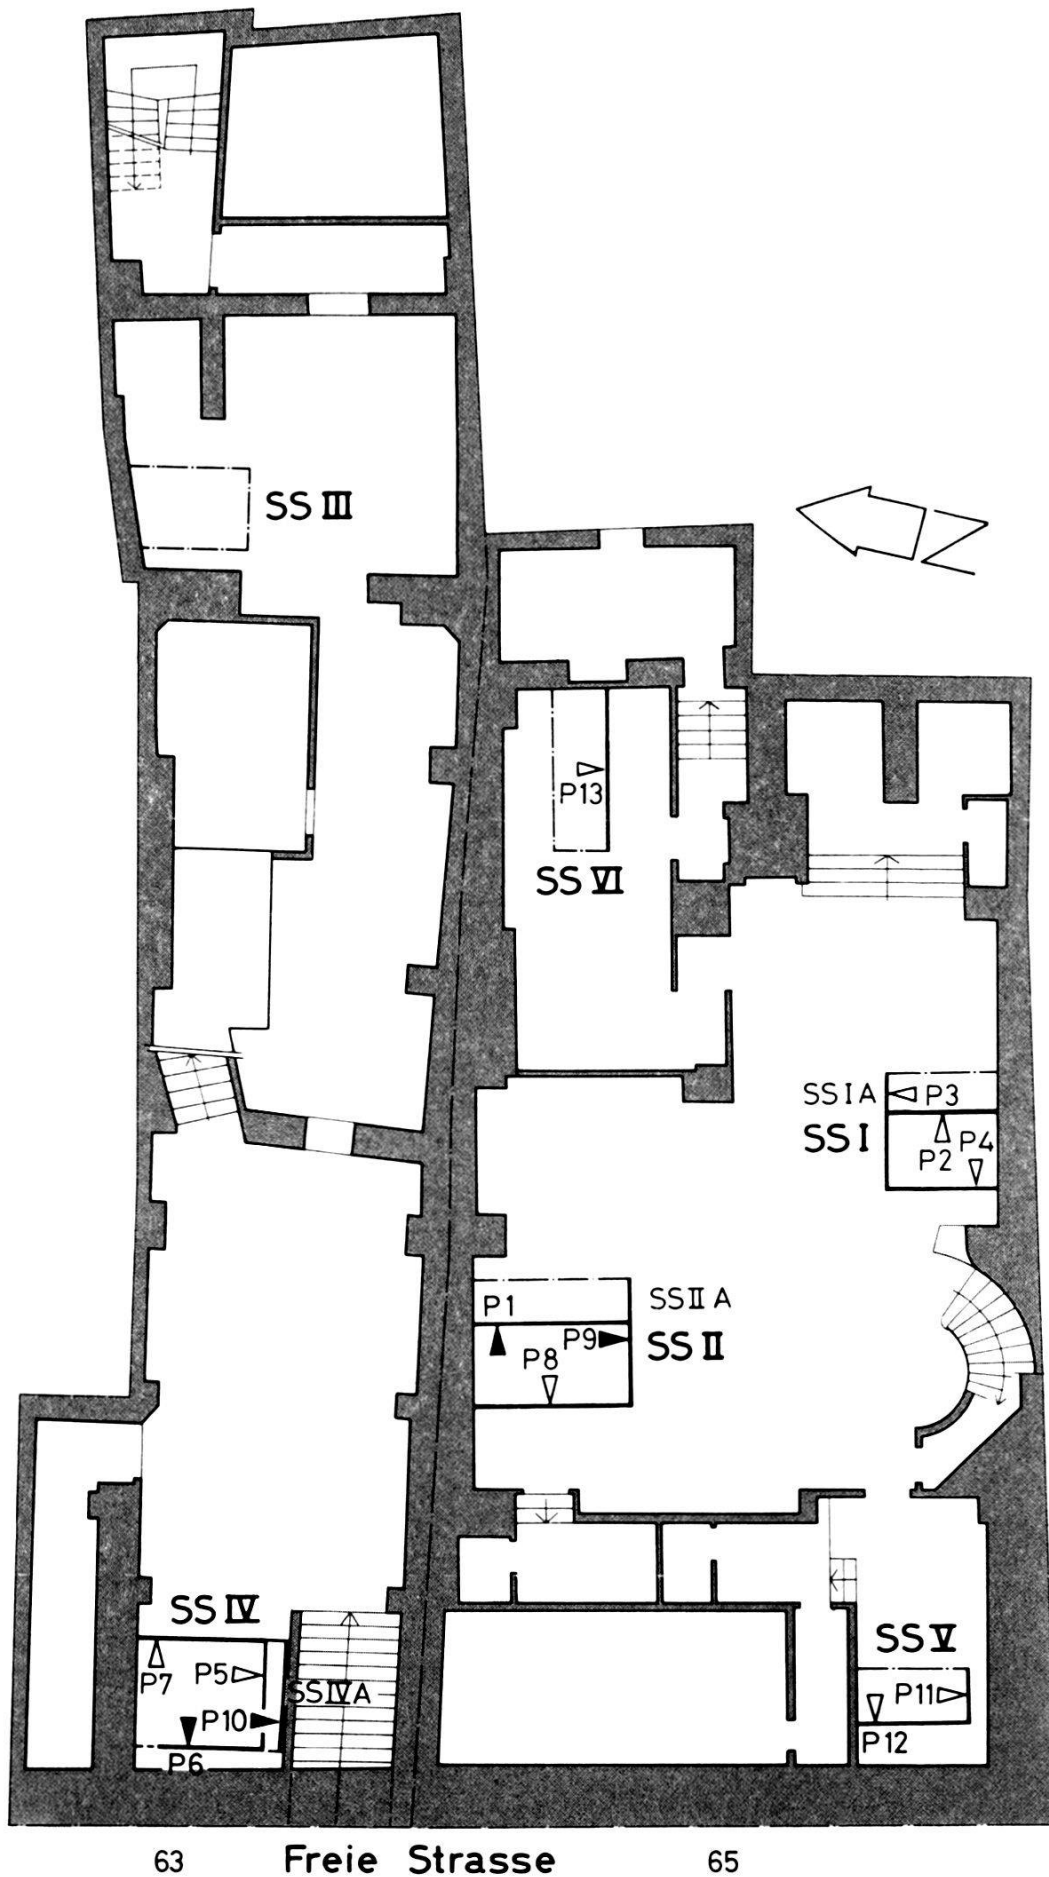 SS III
P13
SS VI
SS I A
P3
SS I
P2
P4
P1
SS II A
P9
SS II
P8
SS IV
SS V
P7
P5
SS IV A
P11
P10
P12
P6
63
Freie Strasse
65